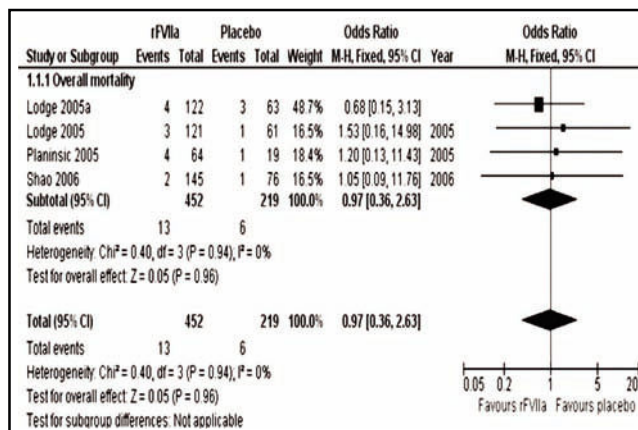 rFVIIa Placebo Odds Ratio Odds Ratio
Study or Subgroup Events Total Events Total Weight M-H, Fixed, 95% CI Year M-H, Fixed, 95% CI
1.1.1 Overall mortality
Lodge 2005a 4 122 3 63 48.7% 0.68 [0.15, 3.13]
Lodge 2005 3 121 1 61 16.5% 1.53 [0.16, 14.98] 2005
Planinsic 2005 4 64 1 19 18.4% 1.20 [0.13, 11.43] 2005
Shao 2006 2 145 1 76 16.5% 1.05 [0.09, 11.76] 2006
Subtotal (95% CI) 452 219 100.0% 0.97 [0.36, 2.63]
Total events 13 6
Heterogeneity: Chi² = 0.40, df = 3 (P = 0.94); I² = 0%
Test for overall effect: Z = 0.05 (P = 0.96)
Total (95% CI) 452 219 100.0% 0.97 [0.36, 2.63]
Total events 13 6
Heterogeneity: Chi² = 0.40, df = 3 (P = 0.94); I² = 0%
Test for overall effect: Z = 0.05 (P = 0.96)
Test for subgroup differences: Not applicable
0.05 0.2 1 5 20
Favours rFVIIa Favours placebo